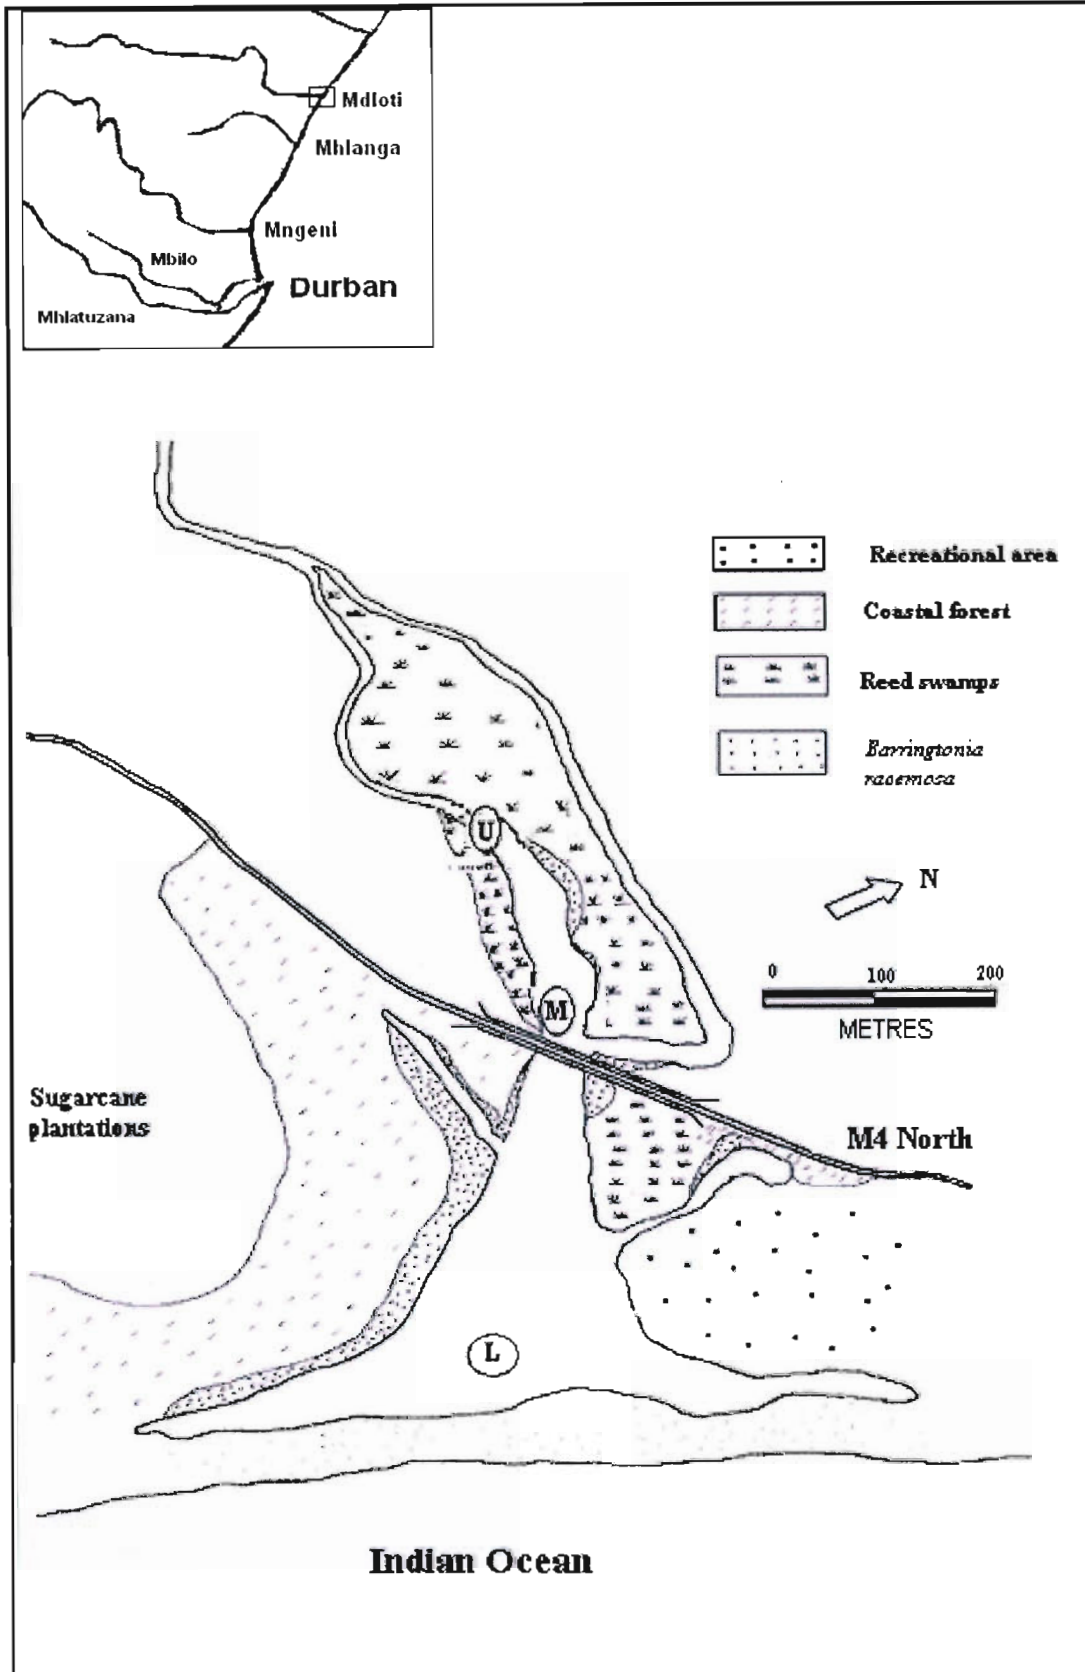 Mdloti
Mhlanga
Mngeni
Mbilo
Durban
Mhlatuzana
Recreational area
Coastal forest
Reed swamps
Barringtonia
racemosa
U
N
0 100 200
METRES
M
Sugarcane
plantations
M4 North
L
Indian Ocean